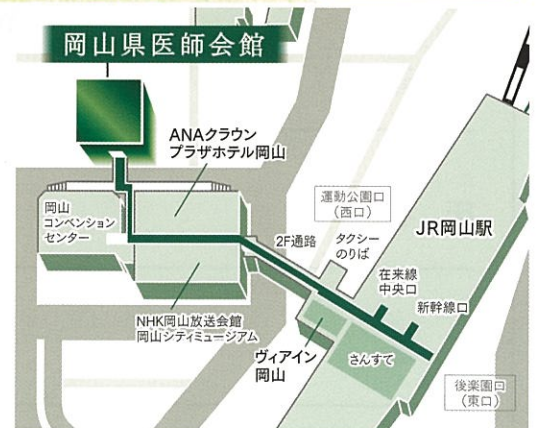 岡山県医師会館
ANAクラウン
プラザホテル岡山
岡山
コンベンション
センター
運動公園口
(西口)
2F通路
タクシー
のりば
JR岡山駅
在来線
中央口
新幹線口
NHK岡山放送会館
岡山シティミュージアム
ヴィアイン
岡山
さんすて
後楽園口
(東口)